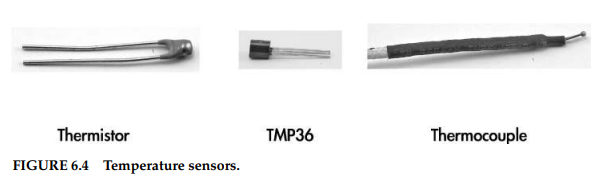 Thermistor TMP36 Thermocouple
FIGURE 6.4 Temperature sensors.